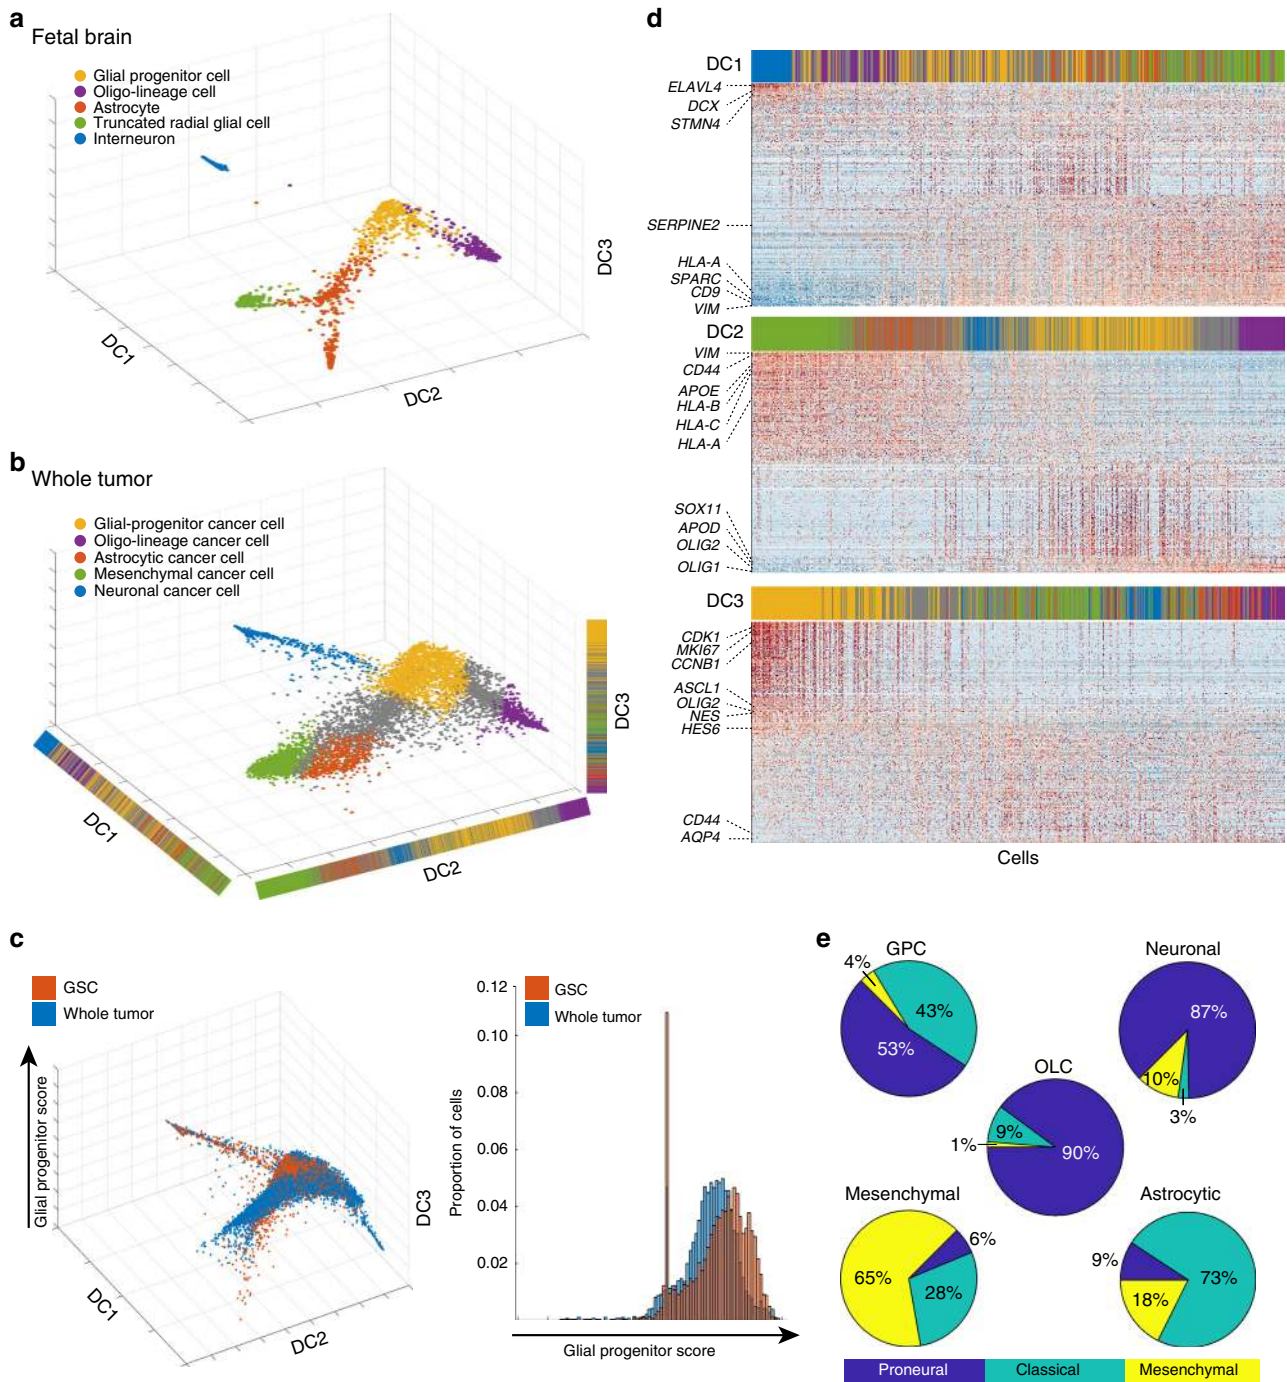 a
Fetal brain
Glial progenitor cell
Oligo-lineage cell
Astrocyte
Truncated radial glial cell
Interneuron
DC1
DC2
DC3
b
Whole tumor
Glial-progenitor cancer cell
Oligo-lineage cancer cell
Astrocytic cancer cell
Mesenchymal cancer cell
Neuronal cancer cell
DC1
DC2
DC3
c
GSC
Whole tumor
Glial progenitor score
DC1
DC2
DC3
GSC
Whole tumor
Proportion of cells
0.12
0.10
0.08
0.06
0.04
0.02
Glial progenitor score
d
DC1
ELAVL4
DCX
STMN4
SERPINE2
HLA-A
SPARC
CD9
VIM
DC2
VIM
CD44
APOE
HLA-B
HLA-C
HLA-A
SOX11
APOD
OLIG2
OLIG1
DC3
CDK1
MKI67
CCNB1
ASCL1
OLIG2
NES
HES6
CD44
AQP4
Cells
e
GPC
4%
43%
53%
Neuronal
87%
10%
3%
OLC
9%
1%
90%
Mesenchymal
6%
65%
28%
Astrocytic
9%
73%
18%
Proneural
Classical
Mesenchymal